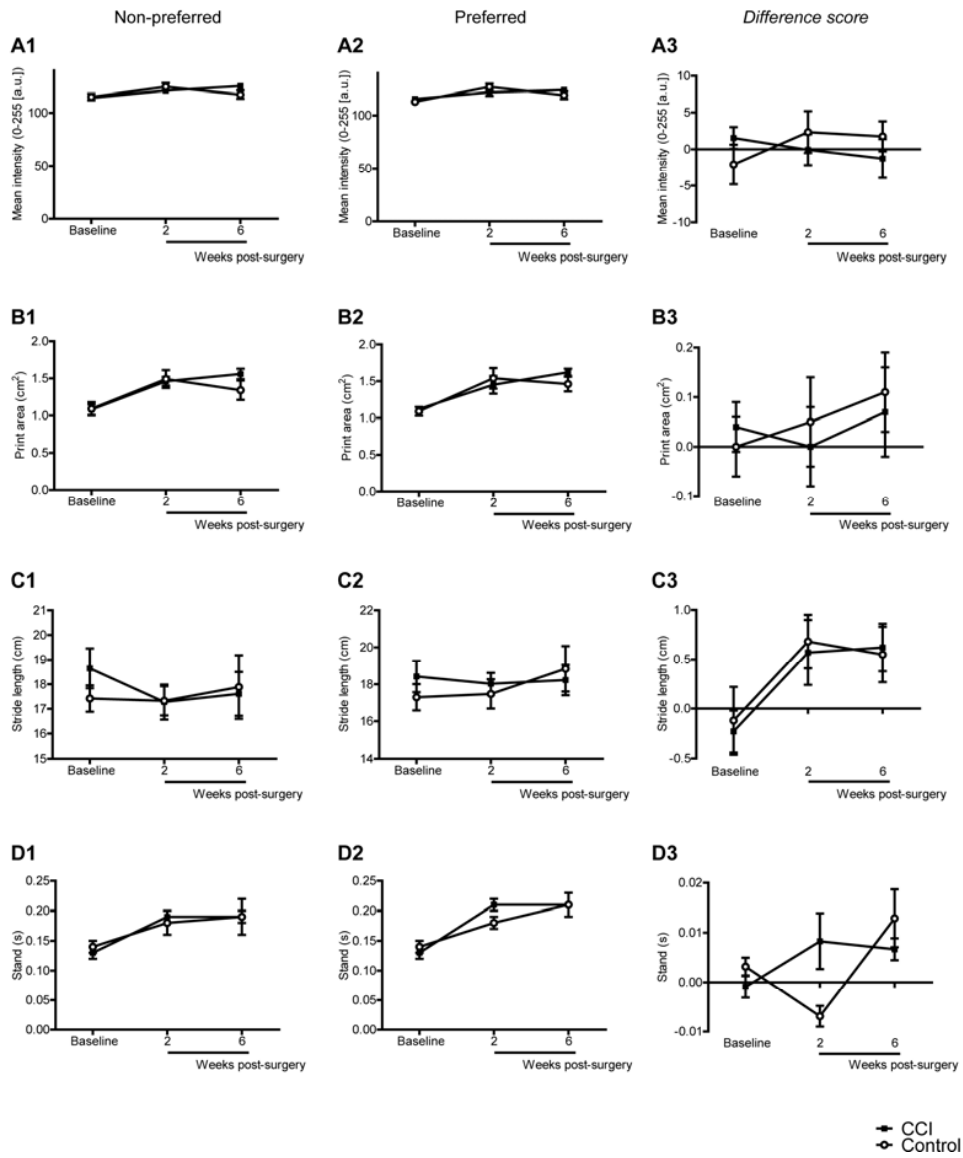 Non-preferred
Preferred
Difference score
A1
Mean intensity (0-255 [a.u.])
100
50
0
Baseline
2
6
Weeks post-surgery
A2
Mean intensity (0-255 [a.u.])
100
50
0
Baseline
2
6
Weeks post-surgery
A3
Mean intensity (0-255 [a.u.])
10
5
0
-5
-10
Baseline
2
6
Weeks post-surgery
B1
Print area (cm²)
2.0
1.5
1.0
0.5
0.0
Baseline
2
6
Weeks post-surgery
B2
Print area (cm²)
2.0
1.5
1.0
0.5
0.0
Baseline
2
6
Weeks post-surgery
B3
Print area (cm²)
0.2
0.1
0.0
-0.1
Baseline
2
6
Weeks post-surgery
C1
Stride length (cm)
21
20
19
18
17
16
15
Baseline
2
6
Weeks post-surgery
C2
Stride length (cm)
22
20
18
16
14
Baseline
2
6
Weeks post-surgery
C3
Stride length (cm)
1.0
0.5
0.0
-0.5
Baseline
2
6
Weeks post-surgery
D1
Stand (s)
0.25
0.20
0.15
0.10
0.05
0.00
Baseline
2
6
Weeks post-surgery
D2
Stand (s)
0.25
0.20
0.15
0.10
0.05
0.00
Baseline
2
6
Weeks post-surgery
D3
Stand (s)
0.02
0.01
0.00
-0.01
Baseline
2
6
Weeks post-surgery
CCI
Control